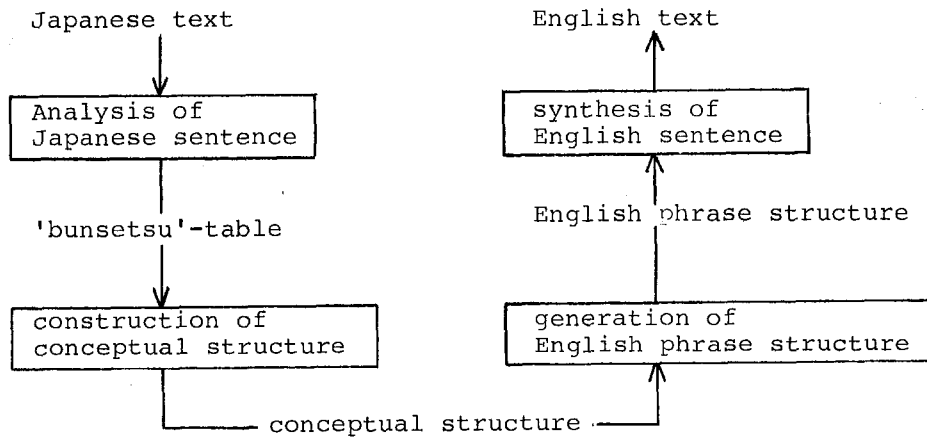 Japanese text
Analysis of
Japanese sentence
'bunsetsu'-table
construction of
conceptual structure
conceptual structure
generation of
English phrase structure
English phrase structure
synthesis of
English sentence
English text